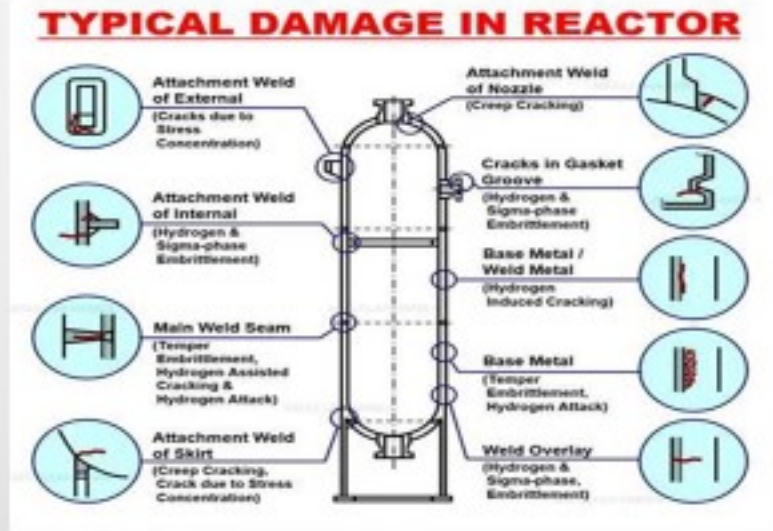 TYPICAL DAMAGE IN REACTOR
Attachment Weld
of External
(Cracks due to
Stress
Concentration)
Attachment Weld
of Internal
(Hydrogen &
Sigma-phase
Embrittlement)
Main Weld Seam
(Temper
Embrittlement,
Hydrogen Assisted
Cracking &
Hydrogen Attack)
Attachment Weld
of Skirt
(Creep Cracking,
Crack due to Stress
Concentration)
Attachment Weld
of Nozzle
(Creep Cracking)
Cracks in Gasket
Groove
(Hydrogen &
Sigma-phase
Embrittlement)
Base Metal /
Weld Metal
(Hydrogen
Induced Cracking)
Base Metal
(Temper
Embrittlement,
Hydrogen Attack)
Weld Overlay
(Hydrogen &
Sigma-phase,
Embrittlement)